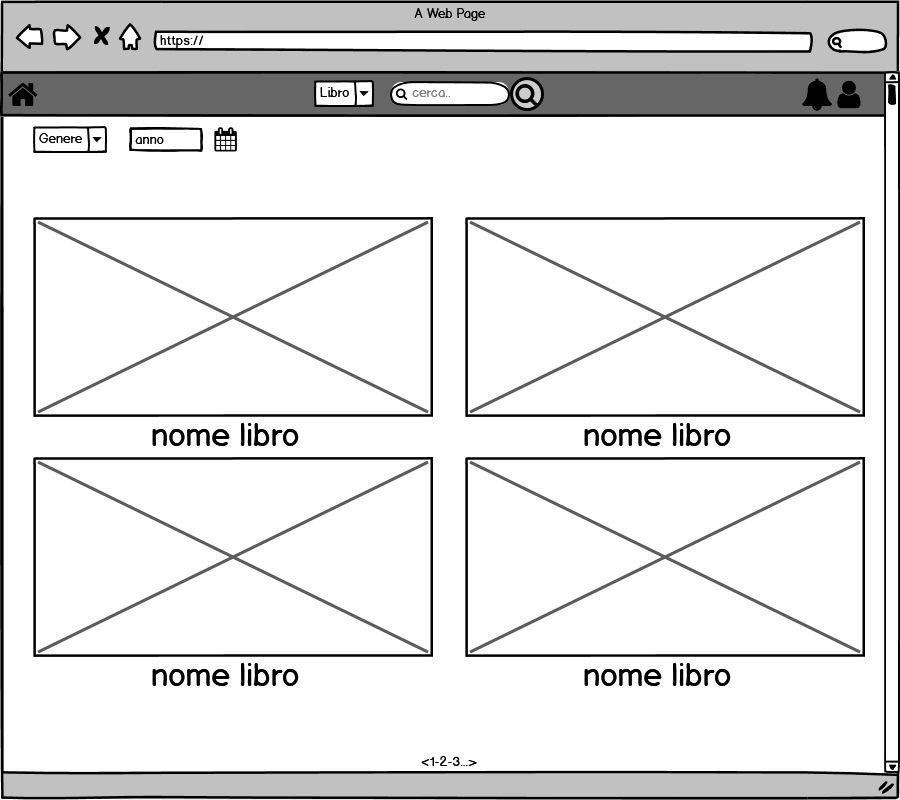 A Web Page
https://
Libro
cerca..
Genere
anno
nome libro
nome libro
nome libro
nome libro
<1-2-3...>